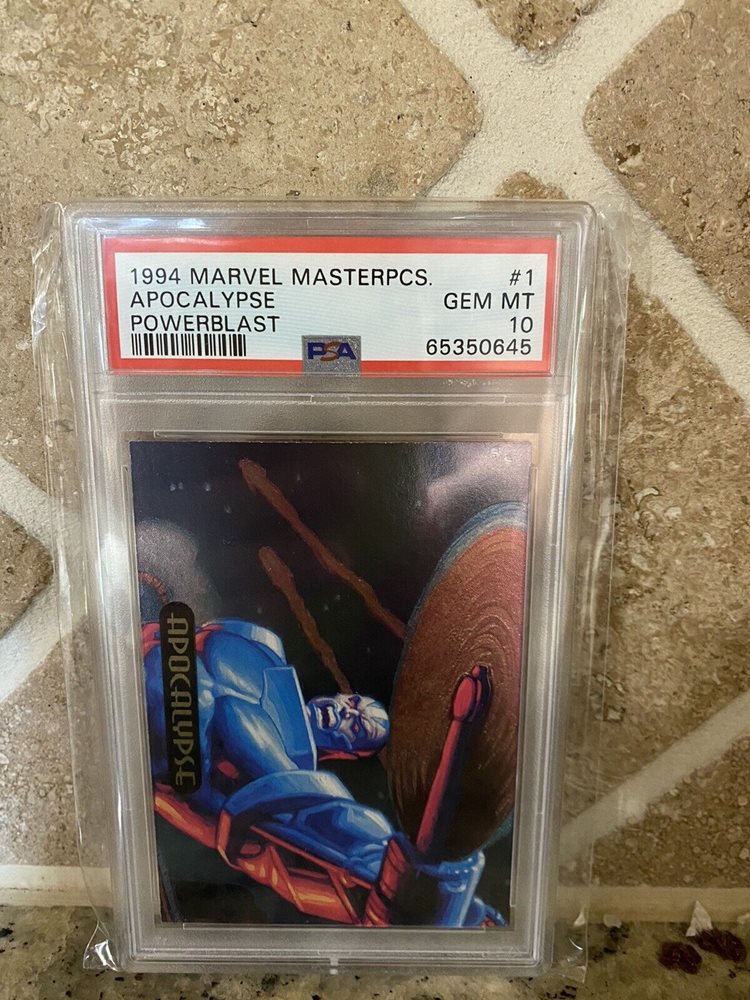 1994 MARVEL MASTERPCS. #1
APOCALYPSE GEM MT
POWERBLAST 10
PSA 65350645
APOCALYPSE